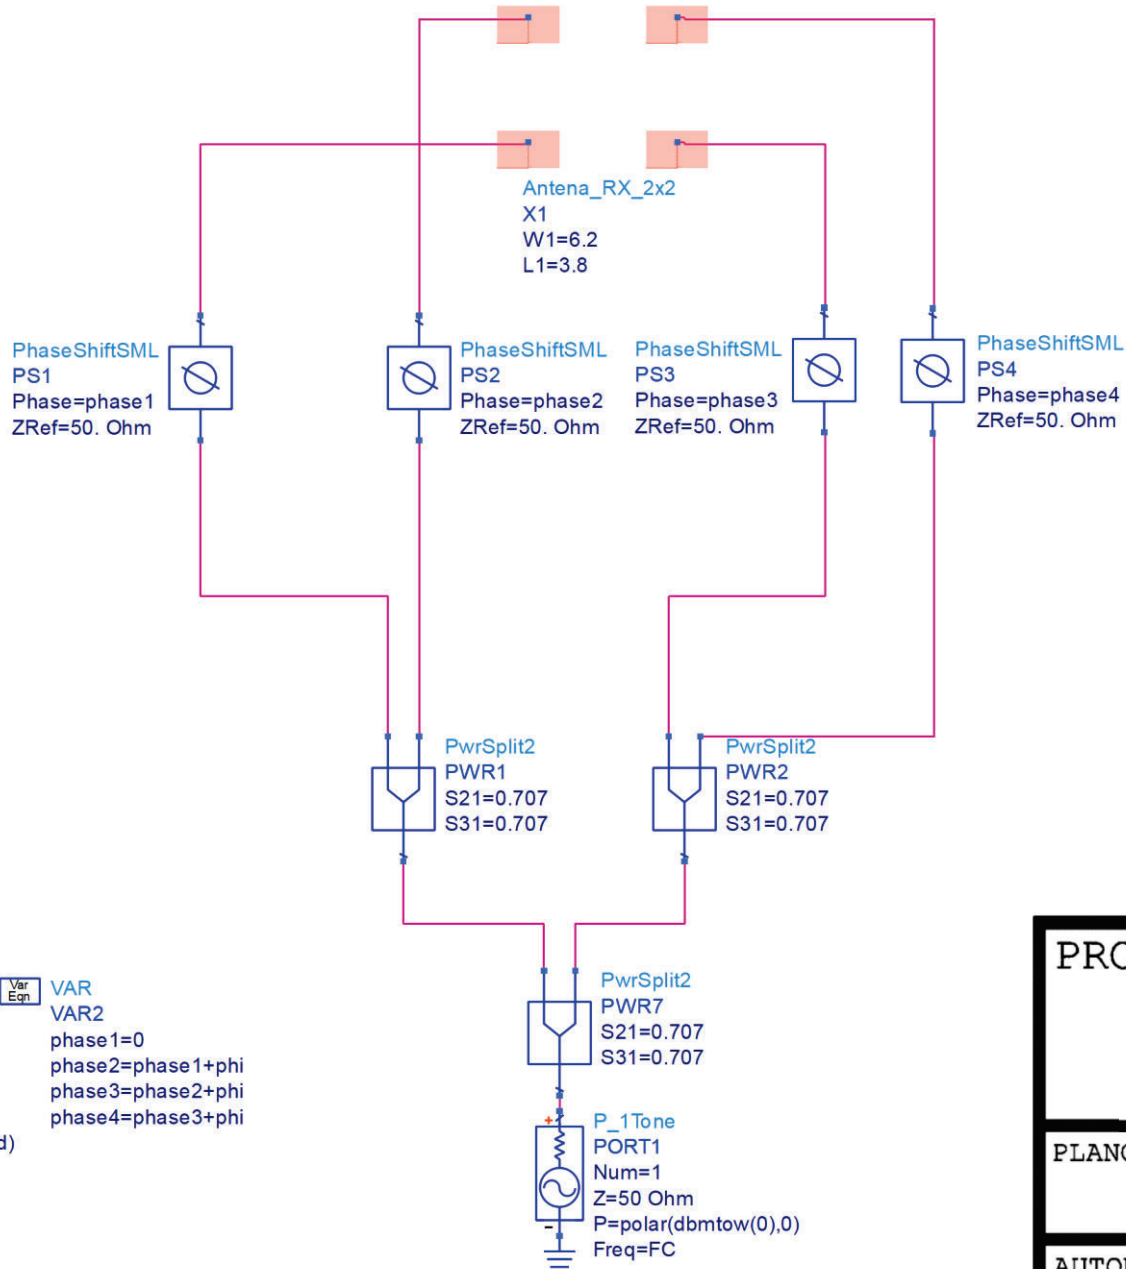 Antena_RX_2x2
X1
W1=6.2
L1=3.8
PhaseShiftSML
PS1
Phase=phase1
ZRef=50. Ohm
PhaseShiftSML
PS2
Phase=phase2
ZRef=50. Ohm
PhaseShiftSML
PS3
Phase=phase3
ZRef=50. Ohm
PhaseShiftSML
PS4
Phase=phase4
ZRef=50. Ohm
PwrSplit2
PWR1
S21=0.707
S31=0.707
PwrSplit2
PWR2
S21=0.707
S31=0.707
Var
Eqn
VAR
VAR2
phase1=0
phase2=phase1+phi
phase3=phase2+phi
phase4=phase3+phi
d)
PwrSplit2
PWR7
S21=0.707
S31=0.707
+
P_1Tone
PORT1
Num=1
Z=50 Ohm
P=polar(dbmtow(0),0)
Freq=FC
-
PRO